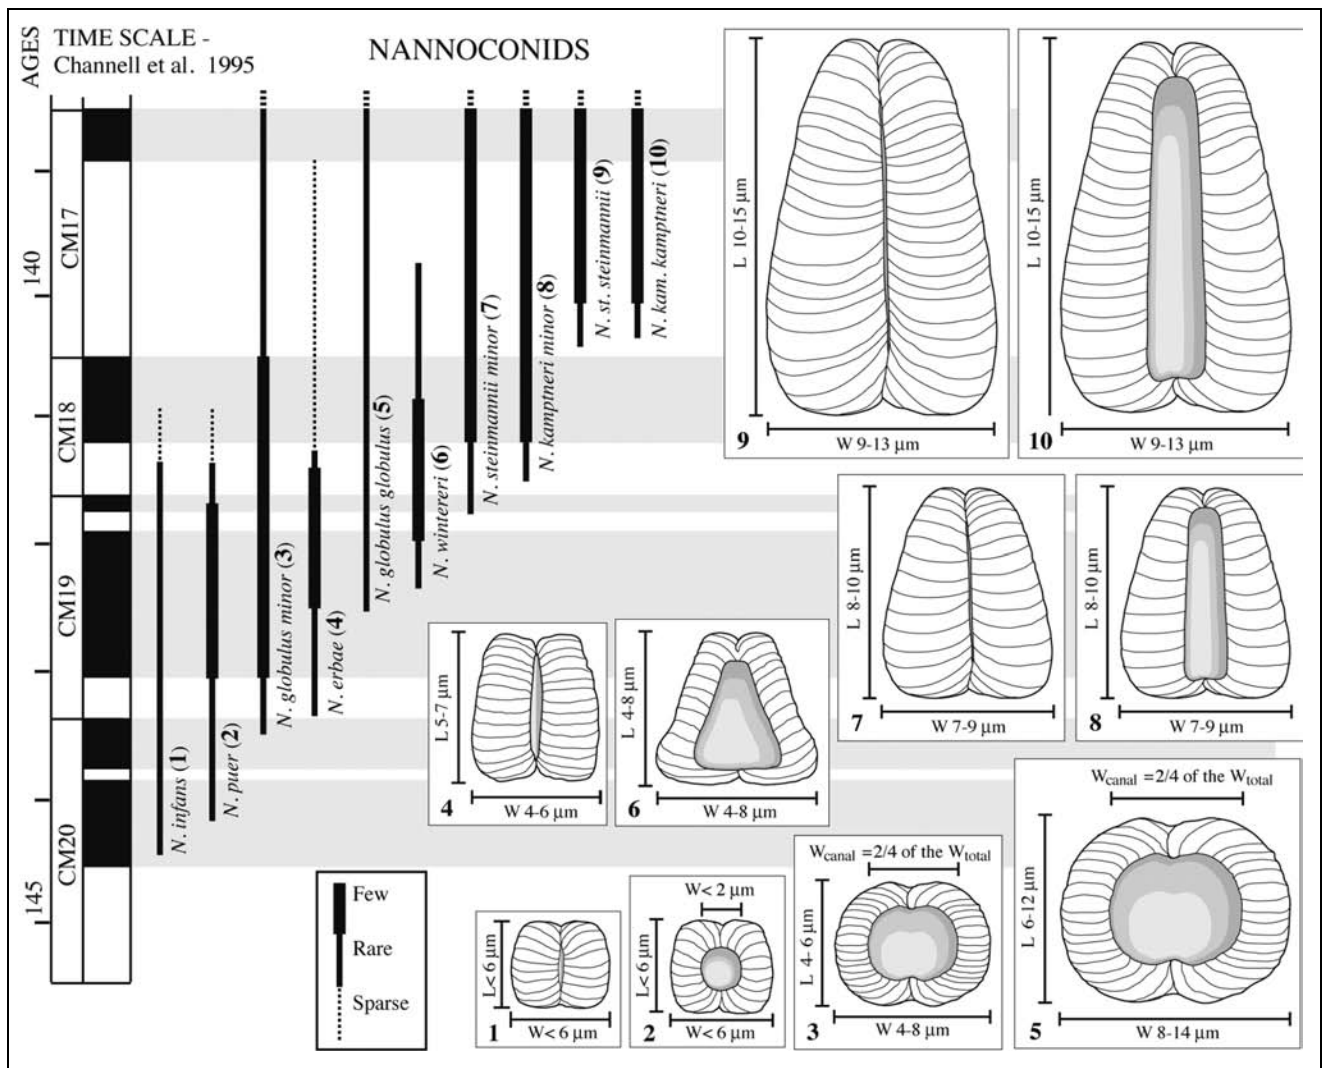 AGES
TIME SCALE -
Channell et al. 1995
NANNOCONIDS
140
145
CM17
CM18
CM19
CM20
N. infans (1)
N. puer (2)
N. globulus minor (3)
N. erbae (4)
N. globulus globulus (5)
N. wintereri (6)
N. steinmannii minor (7)
N. kamptneri minor (8)
N. st. steinmannii (9)
N. kam. kamptneri (10)
L 10-15 µm
9
W 9-13 µm
L 10-15 µm
10
W 9-13 µm
L 8-10 µm
7
W 7-9 µm
L 8-10 µm
8
W 7-9 µm
L 5-7 µm
4
W 4-6 µm
L 4-8 µm
6
W 4-8 µm
Wcanal =2/4 of the Wtotal
L 6-12 µm
5
W 8-14 µm
Wcanal =2/4 of the Wtotal
L 4- 6 µm
3
W 4-8 µm
W< 2 µm
L< 6 µm
2
W< 6 µm
L< 6 µm
1
W< 6 µm
Few
Rare
Sparse